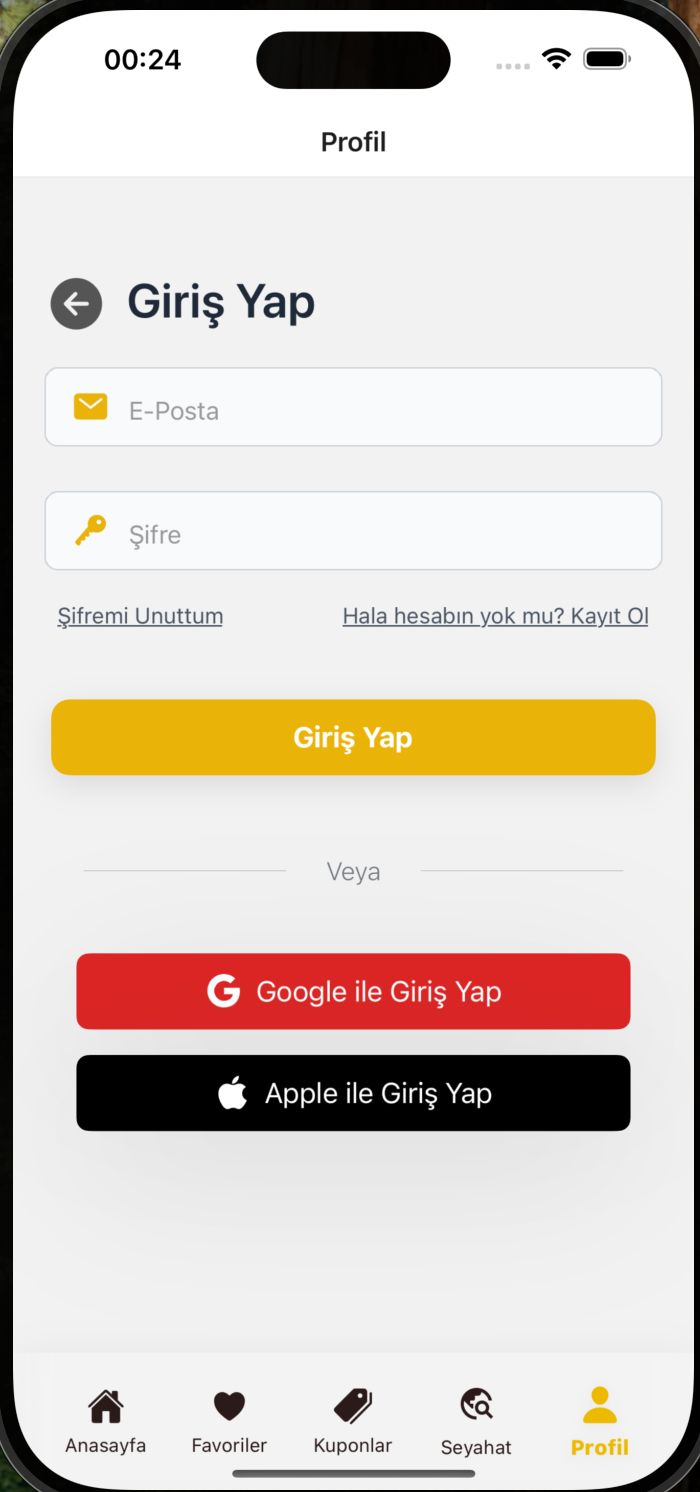 00:24
Profil
Giriş Yap
E-Posta
Şifre
Şifremi Unuttum
Hala hesabın yok mu? Kayıt Ol
Giriş Yap
Veya
Google ile Giriş Yap
Apple ile Giriş Yap
Anasayfa
Favoriler
Kuponlar
Seyahat
Profil